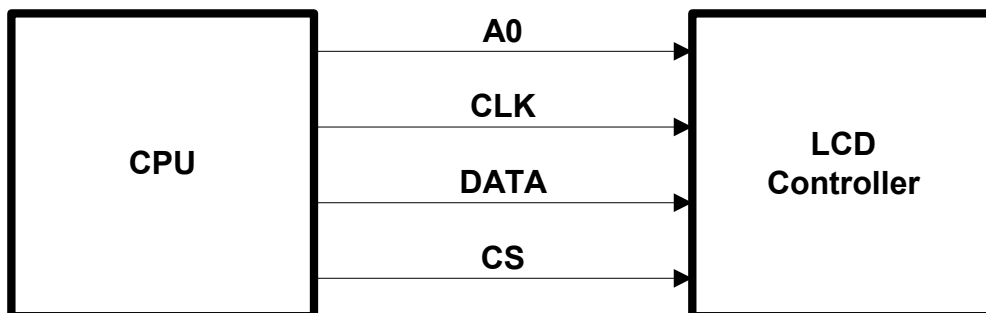 A0
CLK
CPU
LCD
Controller
DATA
CS